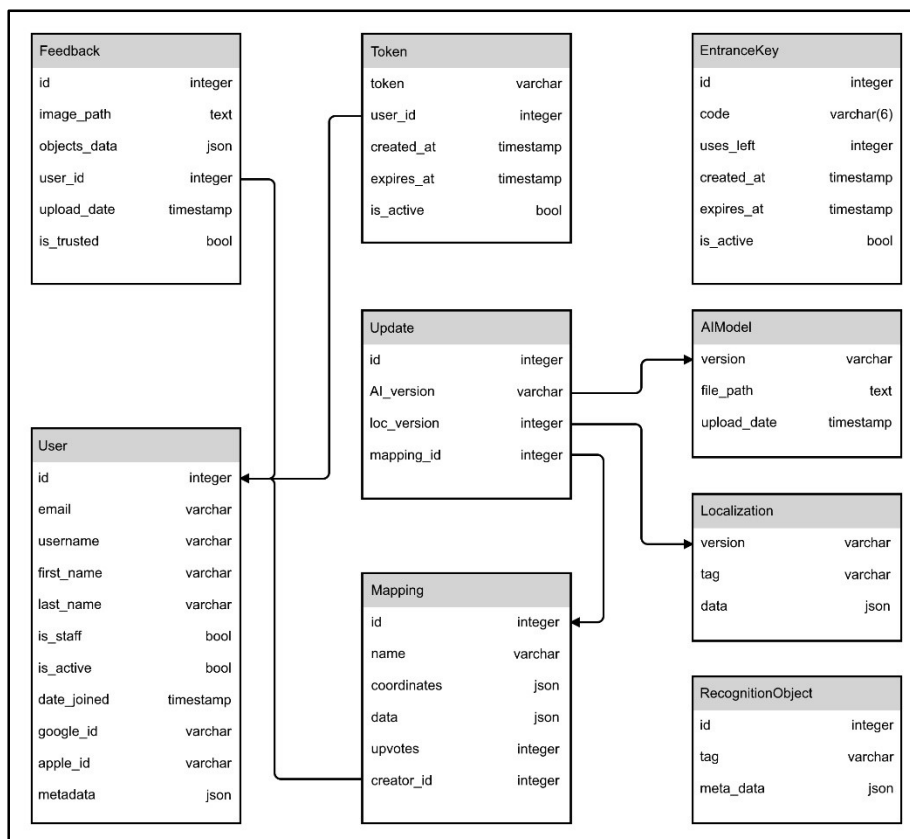 Feedback
id integer
image_path text
objects_data json
user_id integer
upload_date timestamp
is_trusted bool
Token
token varchar
user_id integer
created_at timestamp
expires_at timestamp
is_active bool
EntranceKey
id integer
code varchar(6)
uses_left integer
created_at timestamp
expires_at timestamp
is_active bool
Update
id integer
AI_version varchar
loc_version integer
mapping_id integer
AIModel
version varchar
file_path text
upload_date timestamp
User
id integer
email varchar
username varchar
first_name varchar
last_name varchar
is_staff bool
is_active bool
date_joined timestamp
google_id varchar
apple_id varchar
metadata json
Mapping
id integer
name varchar
coordinates json
data json
upvotes integer
creator_id integer
Localization
version varchar
tag varchar
data json
RecognitionObject
id integer
tag varchar
meta_data json